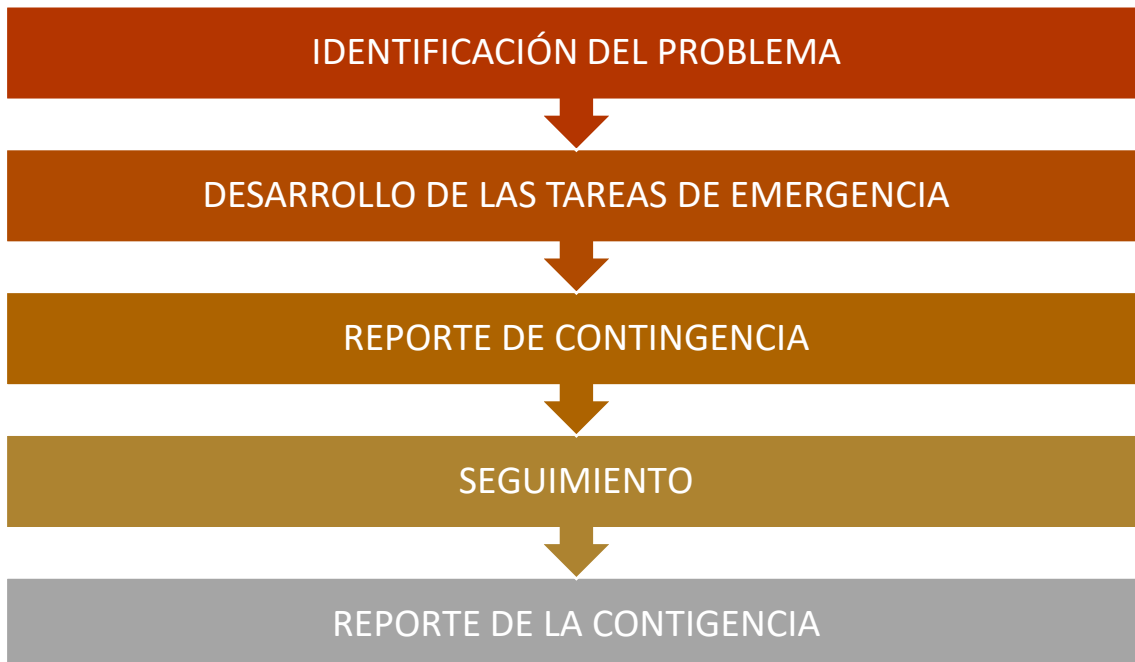 IDENTIFICACIÓN DEL PROBLEMA
DESARROLLO DE LAS TAREAS DE EMERGENCIA
REPORTE DE CONTINGENCIA
SEGUIMIENTO
REPORTE DE LA CONTIGENCIA